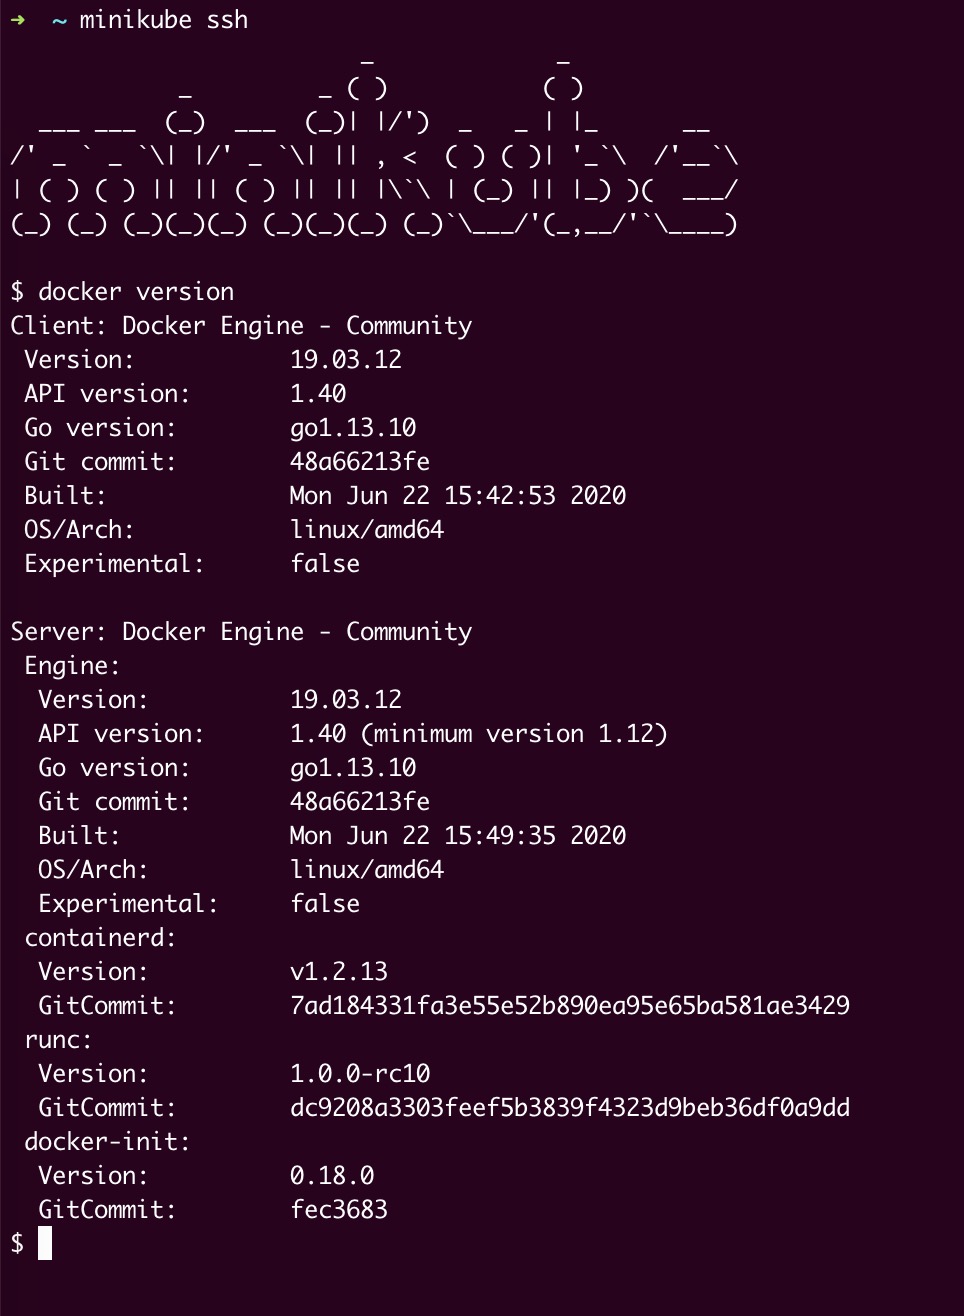 ➜  ~ minikube ssh
                         _             _
            _         _ ( )           ( )
  ___ ___  (_)  ___  (_)| |/')  _   _ | |_      __
/' _ ` _ `\| |/' _ `\| || , <  ( ) ( )| '_`\  /'__`\
| ( ) ( ) || || ( ) || || |\`\ | (_) || |_) )(  ___/
(_) (_) (_)(_)(_) (_)(_)(_) (_)`\___/'(_,__/'`\____)

$ docker version
Client: Docker Engine - Community
 Version:           19.03.12
 API version:       1.40
 Go version:        go1.13.10
 Git commit:        48a66213fe
 Built:             Mon Jun 22 15:42:53 2020
 OS/Arch:           linux/amd64
 Experimental:      false

Server: Docker Engine - Community
 Engine:
  Version:          19.03.12
  API version:      1.40 (minimum version 1.12)
  Go version:       go1.13.10
  Git commit:       48a66213fe
  Built:            Mon Jun 22 15:49:35 2020
  OS/Arch:          linux/amd64
  Experimental:     false
 containerd:
  Version:          v1.2.13
  GitCommit:        7ad184331fa3e55e52b890ea95e65ba581ae3429
 runc:
  Version:          1.0.0-rc10
  GitCommit:        dc9208a3303feef5b3839f4323d9beb36df0a9dd
 docker-init:
  Version:          0.18.0
  GitCommit:        fec3683
$